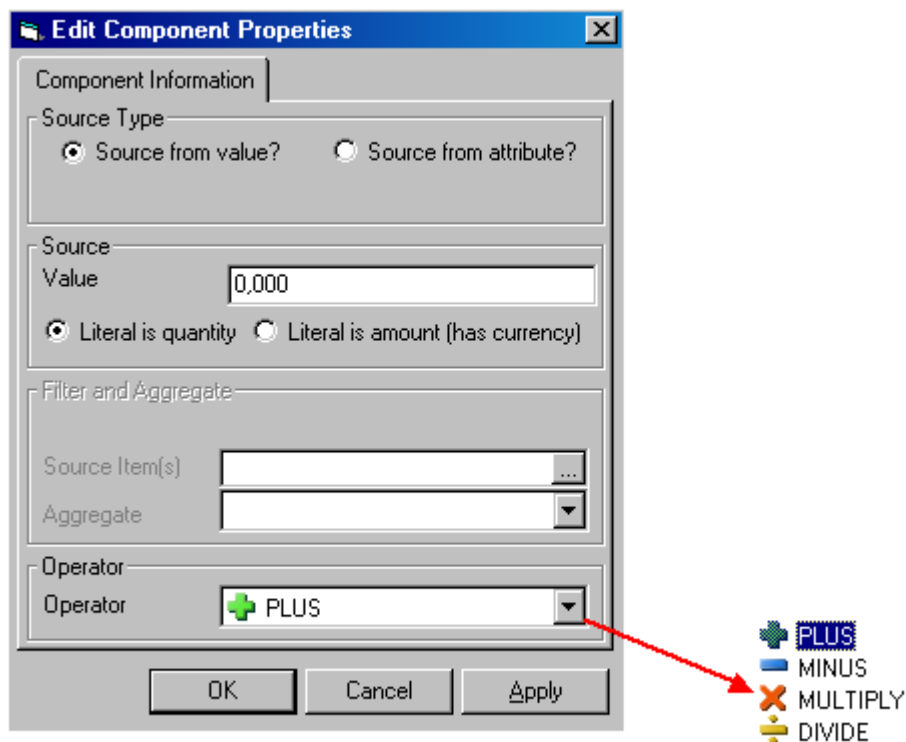 Edit Component Properties
Component Information
Source Type
Source from value? Source from attribute?
Source
Value 0,000
Literal is quantity Literal is amount (has currency)
Filter and Aggregate
Source Item(s) ...
Aggregate
Operator
Operator PLUS
OK Cancel Apply
PLUS
MINUS
MULTIPLY
DIVIDE